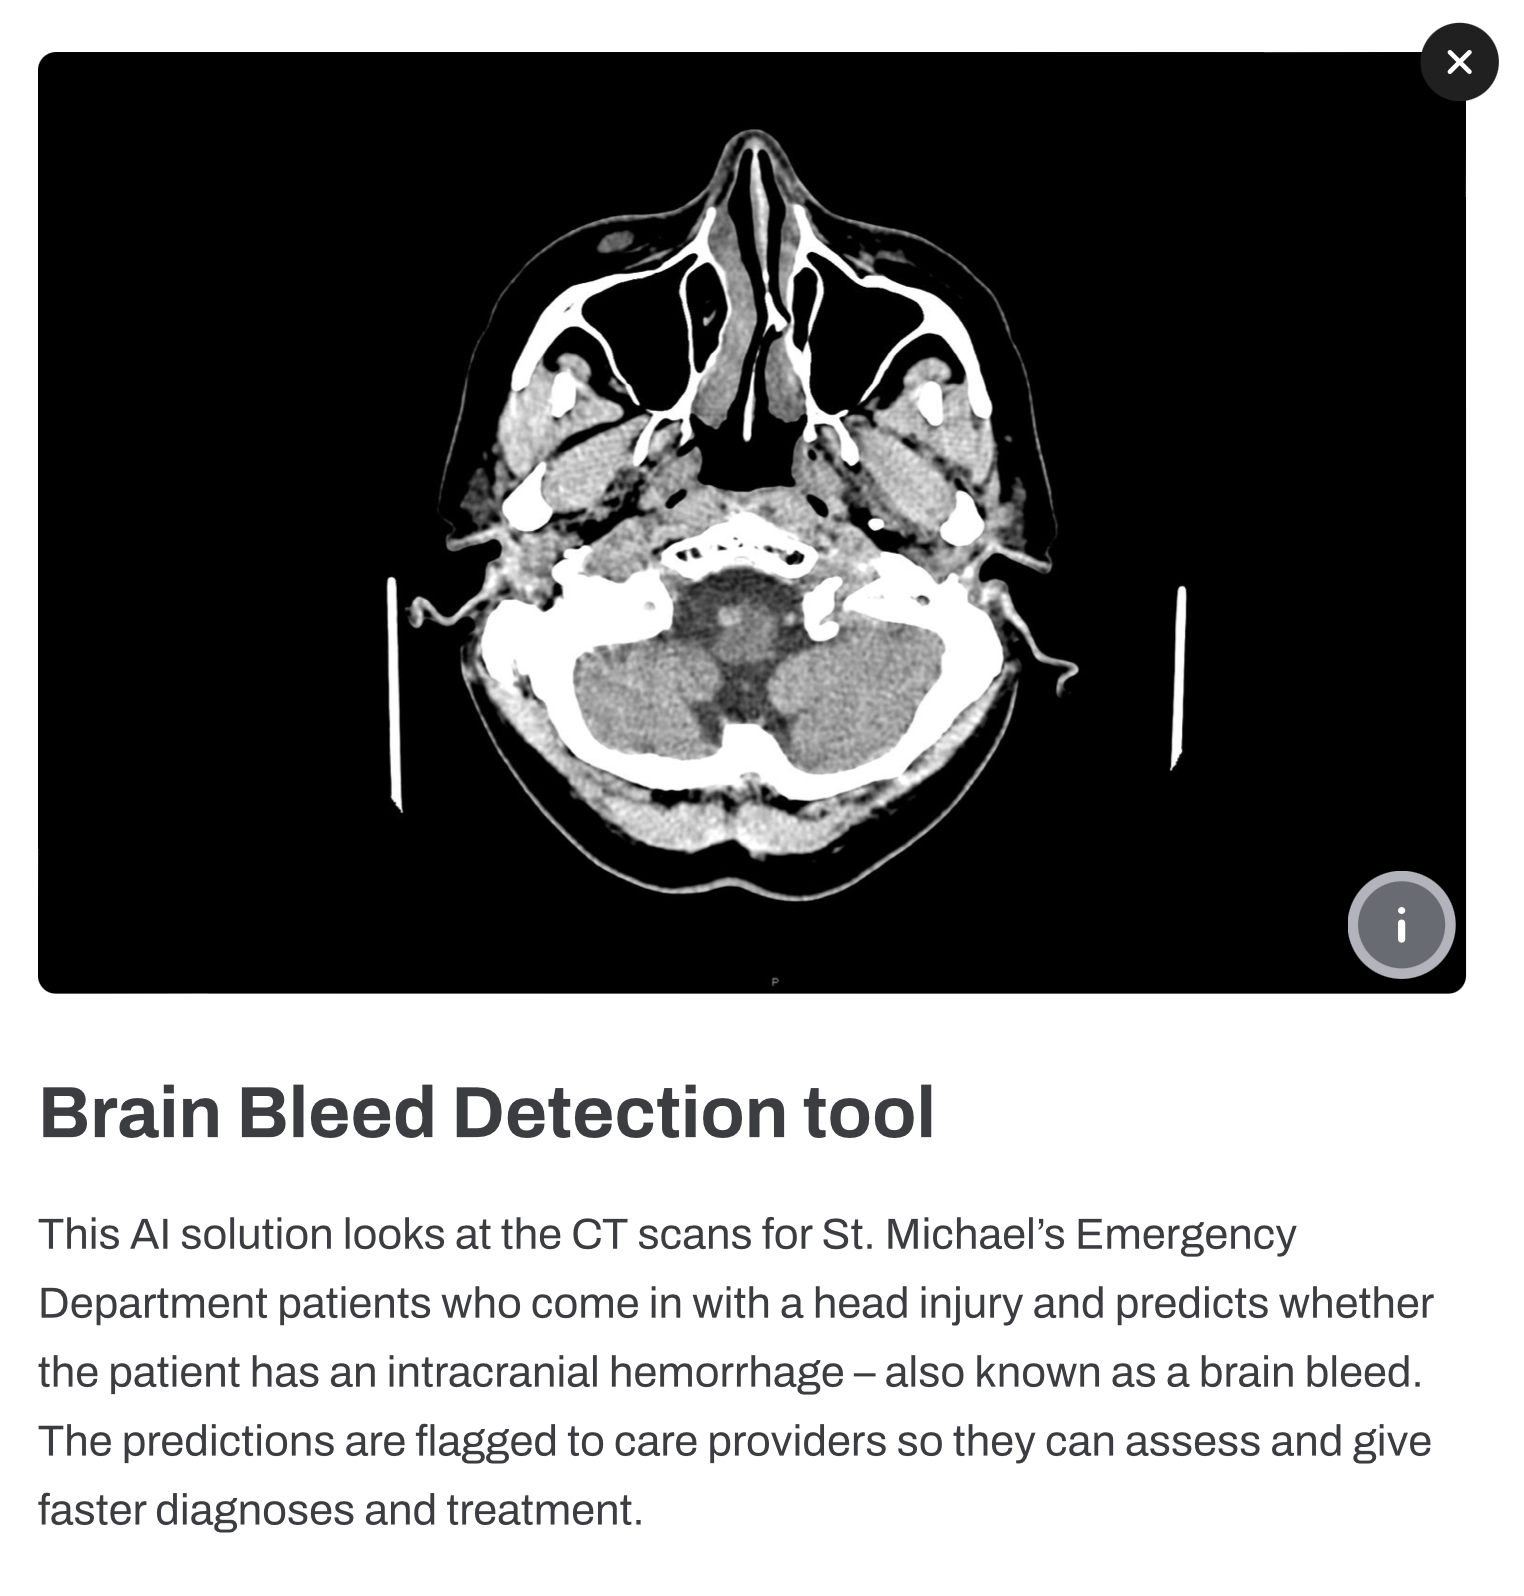 P
Brain Bleed Detection tool
This AI solution looks at the CT scans for St. Michael’s Emergency
Department patients who come in with a head injury and predicts whether
the patient has an intracranial hemorrhage – also known as a brain bleed.
The predictions are flagged to care providers so they can assess and give
faster diagnoses and treatment.